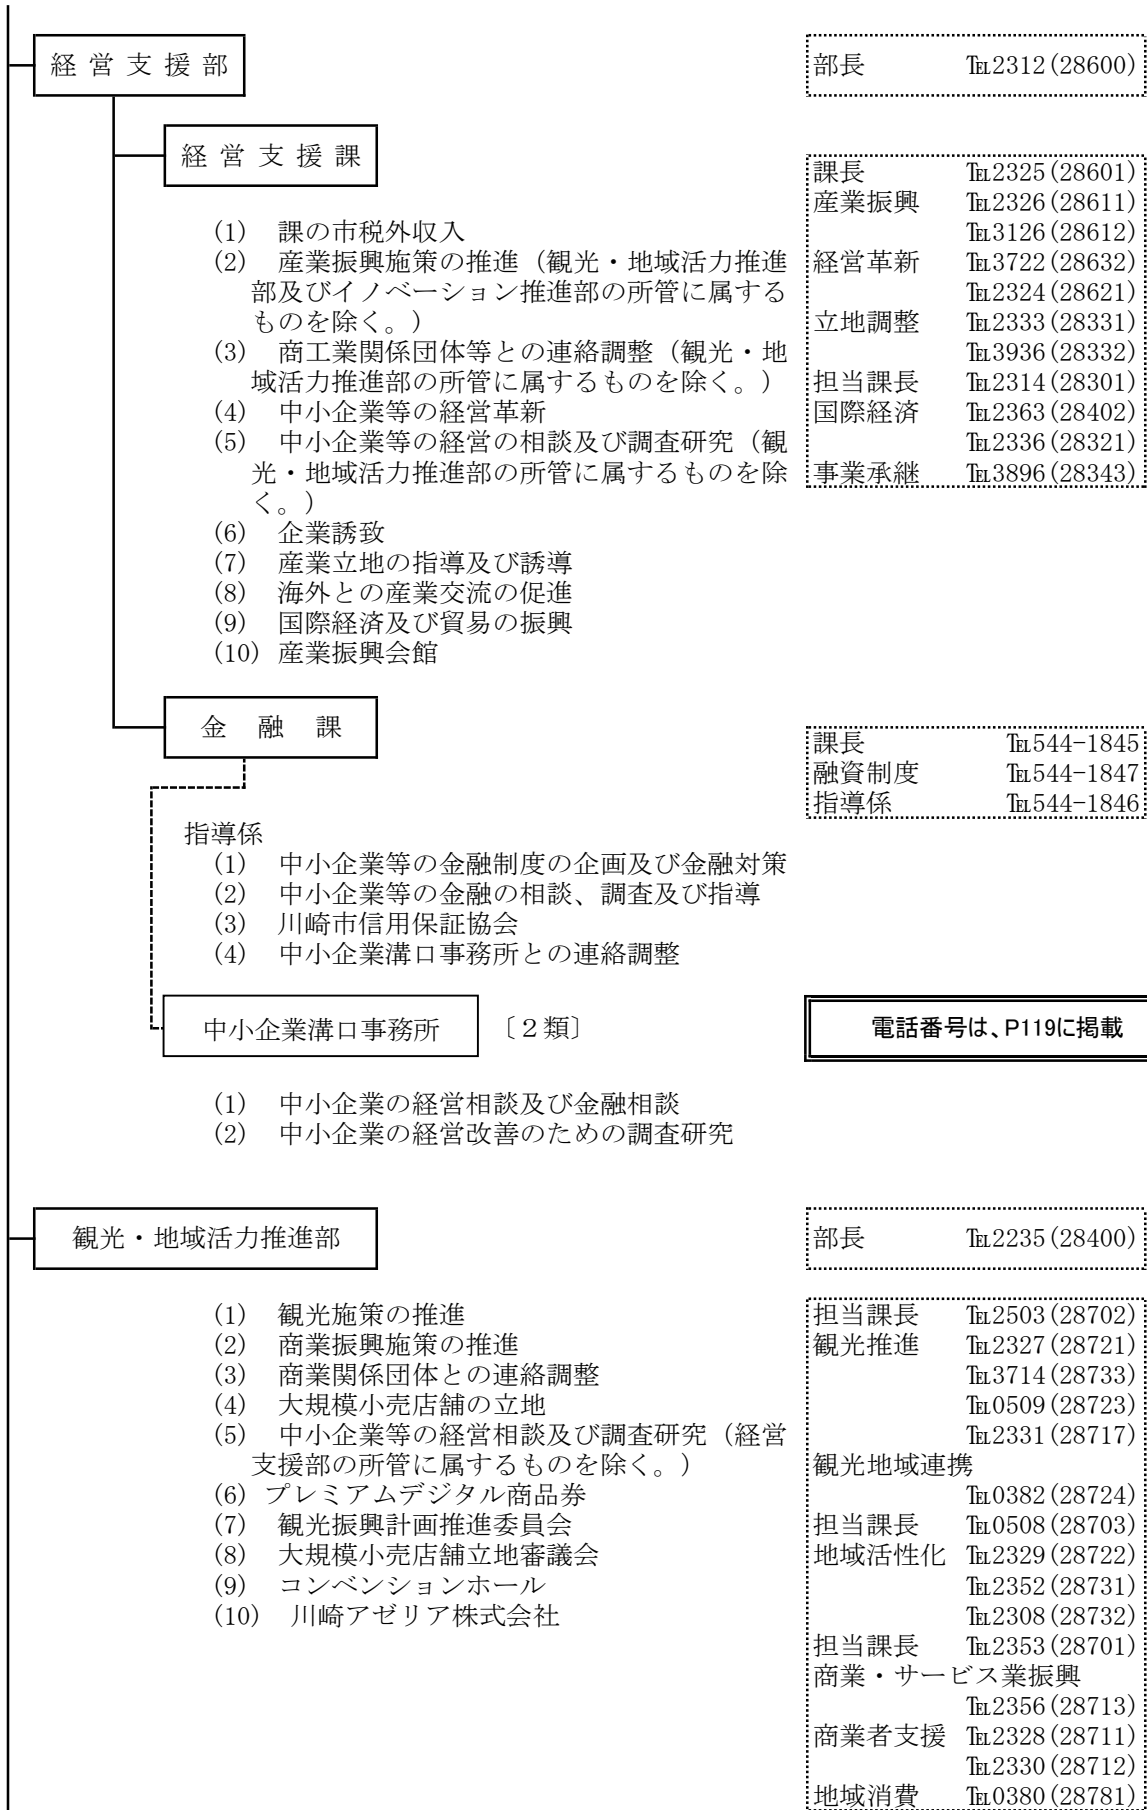 経営支援部
部長 ℡2312(28600)
経営支援課
課長 ℡2325(28601)
産業振興 ℡2326(28611)
℡3126(28612)
経営革新 ℡3722(28632)
℡2324(28621)
立地調整 ℡2333(28331)
℡3936(28332)
担当課長 ℡2314(28301)
国際経済 ℡2363(28402)
℡2336(28321)
事業承継 ℡3896(28343)
(1) 課の市税外収入
(2) 産業振興施策の推進（観光・地域活力推進
部及びイノベーション推進部の所管に属する
ものを除く。）
(3) 商工業関係団体等との連絡調整（観光・地
域活力推進部の所管に属するものを除く。）
(4) 中小企業等の経営革新
(5) 中小企業等の経営の相談及び調査研究（観
光・地域活力推進部の所管に属するものを除
く。）
(6) 企業誘致
(7) 産業立地の指導及び誘導
(8) 海外との産業交流の促進
(9) 国際経済及び貿易の振興
(10) 産業振興会館
金融課
課長 ℡544-1845
融資制度 ℡544-1847
指導係 ℡544-1846
指導係
(1) 中小企業等の金融制度の企画及び金融対策
(2) 中小企業等の金融の相談、調査及び指導
(3) 川崎市信用保証協会
(4) 中小企業溝口事務所との連絡調整
中小企業溝口事務所 〔２類〕
電話番号は、P119に掲載
(1) 中小企業の経営相談及び金融相談
(2) 中小企業の経営改善のための調査研究
観光・地域活力推進部
部長 ℡2235(28400)
(1) 観光施策の推進
(2) 商業振興施策の推進
(3) 商業関係団体との連絡調整
(4) 大規模小売店舗の立地
(5) 中小企業等の経営相談及び調査研究（経営
支援部の所管に属するものを除く。）
(6) プレミアムデジタル商品券
(7) 観光振興計画推進委員会
(8) 大規模小売店舗立地審議会
(9) コンベンションホール
(10) 川崎アゼリア株式会社
担当課長 ℡2503(28702)
観光推進 ℡2327(28721)
℡3714(28733)
℡0509(28723)
℡2331(28717)
観光地域連携
℡0382(28724)
担当課長 ℡0508(28703)
地域活性化 ℡2329(28722)
℡2352(28731)
℡2308(28732)
担当課長 ℡2353(28701)
商業・サービス業振興
℡2356(28713)
商業者支援 ℡2328(28711)
℡2330(28712)
地域消費 ℡0380(28781)